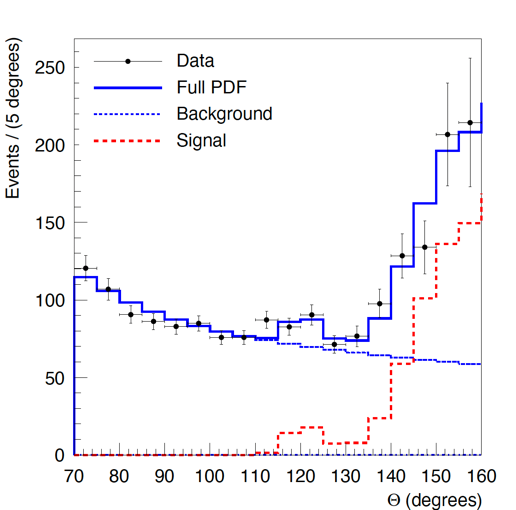 Events / (5 degrees)
250
200
150
100
50
0
Data
Full PDF
Background
Signal
70 80 90 100 110 120 130 140 150 160
Θ (degrees)